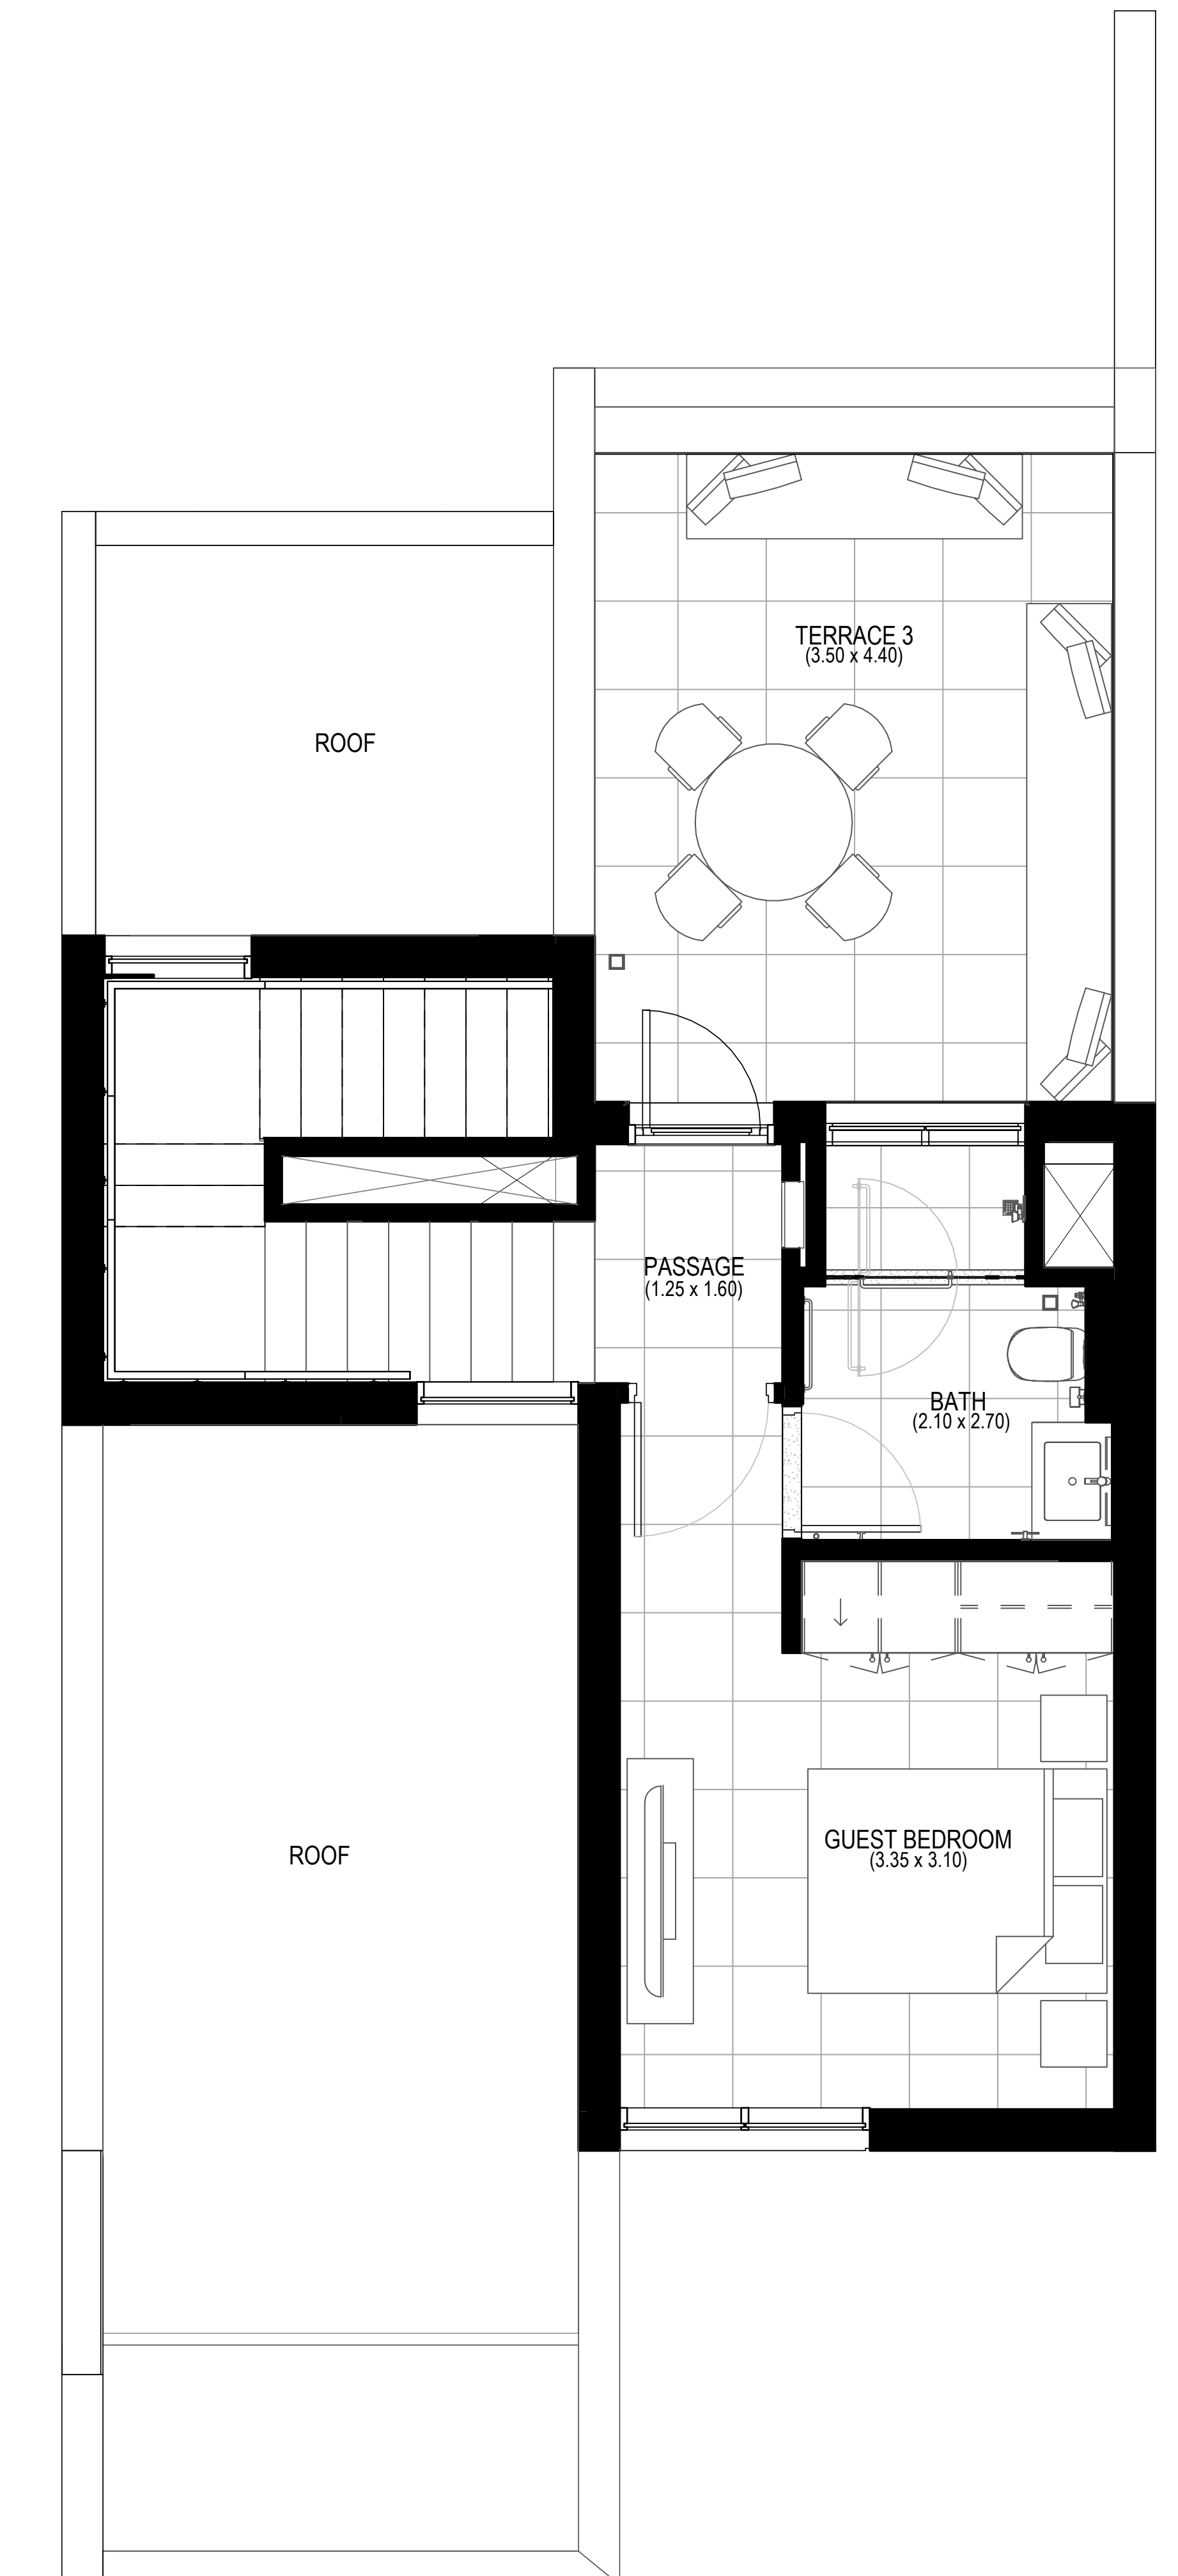 TERRACE 3
(3.50 x 4.40)
ROOF
PASSAGE
(1.25 x 1.60)
BATH
(2.10 x 2.70)
GUEST BEDROOM
(3.35 x 3.10)
ROOF